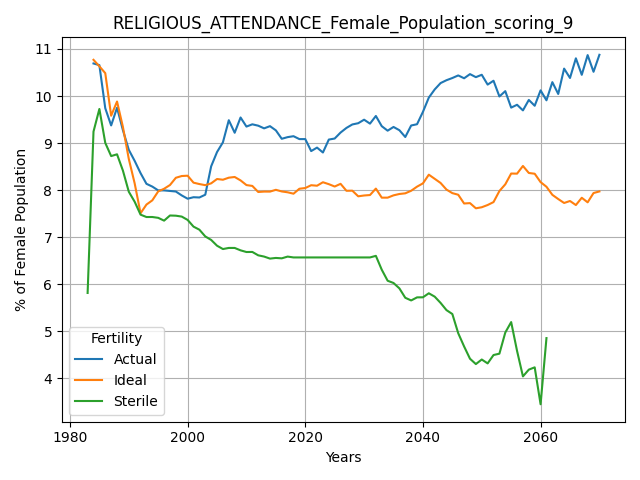 RELIGIOUS_ATTENDANCE_Female_Population_scoring_9
11
10
9
8
7
6
5
4
% of Female Population
Fertility
Actual
Ideal
Sterile
1980 2000 2020 2040 2060
Years